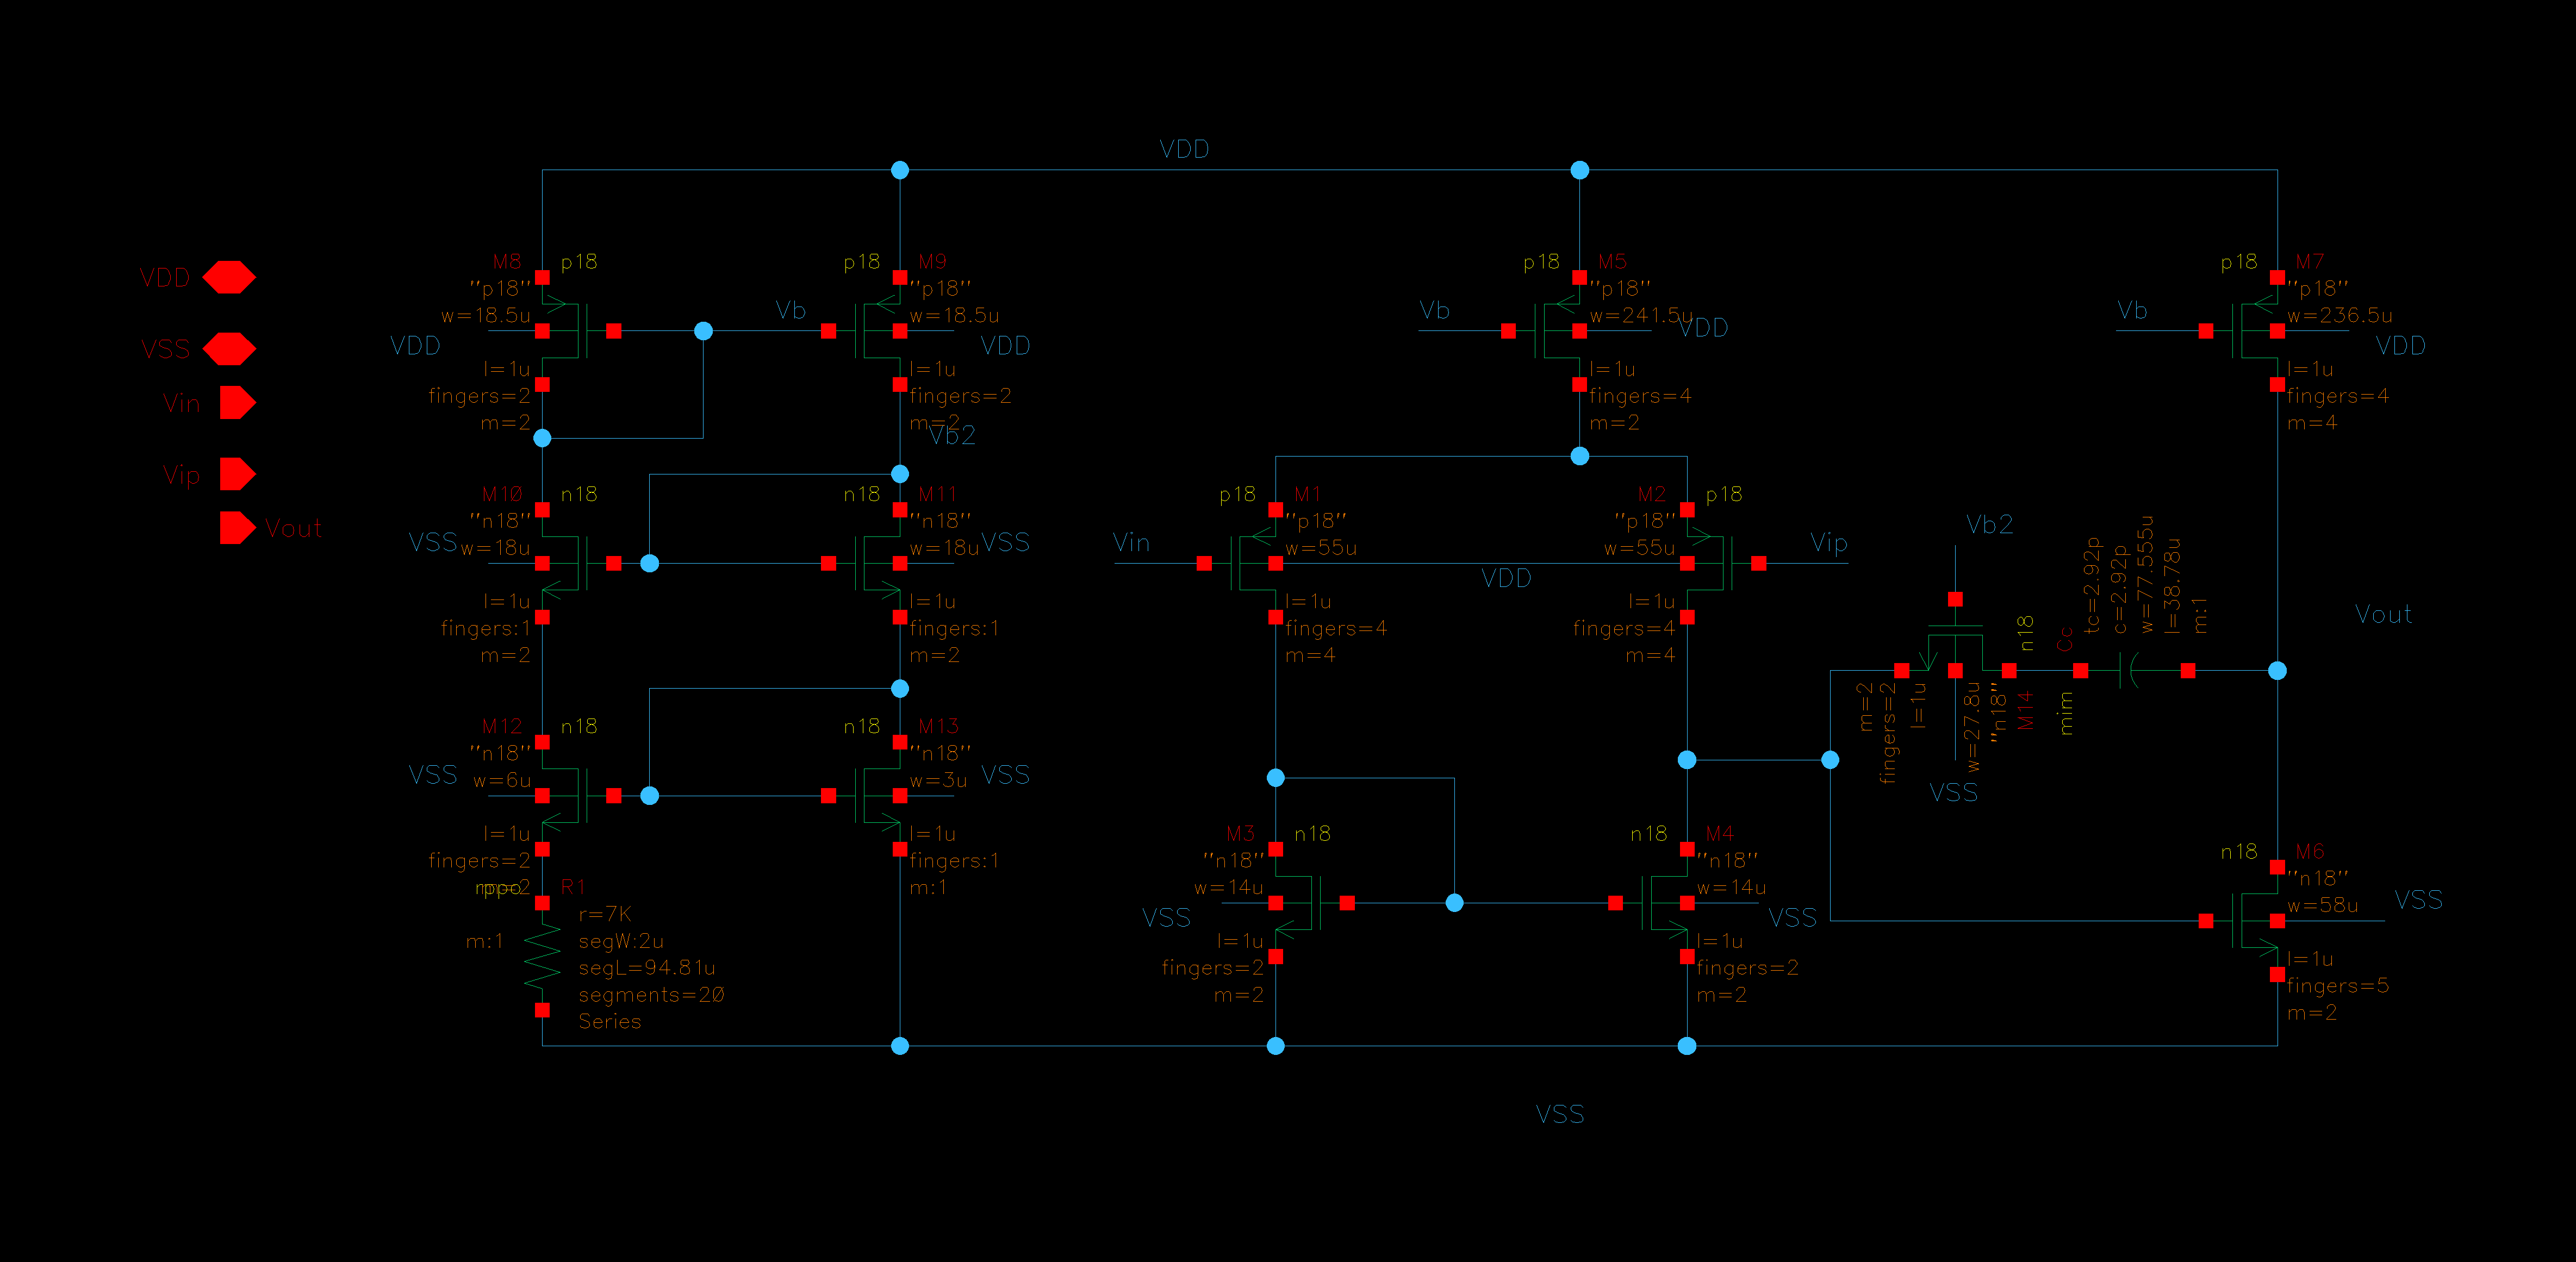 VDD
VDD
VSS
Vin
Vip
Vout
M8
p18
"p18"
w=18.5u
VDD
l=1u
fingers=2
m=2
Vb
p18
M9
"p18"
w=18.5u
VDD
l=1u
fingers=2
m=2
Vb2
Vb
p18
M5
"p18"
w=241.5u
VDD
l=1u
fingers=4
m=2
Vb
p18
M7
"p18"
w=236.5u
VDD
l=1u
fingers=4
m=4
M10
n18
"n18"
VSS
w=18u
l=1u
fingers:1
m=2
n18
M11
"n18"
w=18u
VSS
l=1u
fingers:1
m=2
Vin
p18
M1
"p18"
w=55u
l=1u
fingers=4
m=4
VDD
M2
p18
"p18"
w=55u
Vip
l=1u
fingers=4
m=4
Vb2
m=2
fingers=2
l=1u
w=27.8u
"n18"
M14
n18
VSS
Cc
mim
tc=2.92p
c=2.92p
w=77.555u
l=38.78u
m:1
Vout
M12
n18
"n18"
VSS
w=6u
l=1u
fingers=2
m=2
n18
M13
"n18"
w=3u
VSS
l=1u
fingers:1
m:1
rppo
R1
r=7K
m:1
segW:2u
segL=94.81u
segments=20
Series
M3
n18
"n18"
w=14u
VSS
l=1u
fingers=2
m=2
n18
M4
"n18"
w=14u
VSS
l=1u
fingers=2
m=2
n18
M6
"n18"
w=58u
VSS
l=1u
fingers=5
m=2
VSS